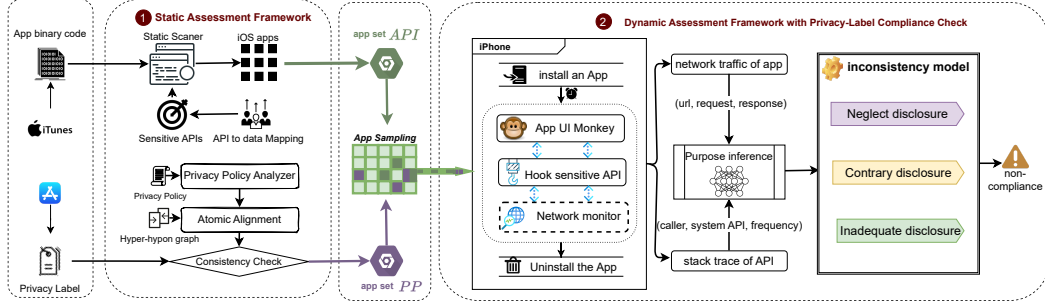 App binary code
iTunes
Privacy Label
1 Static Assessment Framework
Static Scaner
iOS apps
Sensitive APIs
API to data Mapping
Privacy Policy Analyzer
Privacy Policy
Atomic Alignment
Hyper-hypon graph
Consistency Check
app set API
App Sampling
app set PP
2 Dynamic Assessment Framework with Privacy-Label Compliance Check
iPhone
install an App
App UI Monkey
Hook sensitive API
Network monitor
Uninstall the App
network traffic of app
(url, request, response)
Purpose inference
(caller, system API, frequency)
stack trace of API
inconsistency model
Neglect disclosure
Contrary disclosure
Inadequate disclosure
non-
compliance